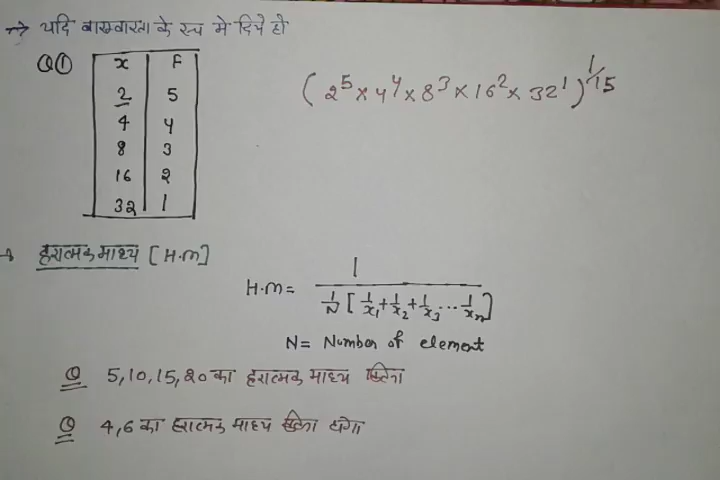 → यदि बारम्बारता के रूप मे दिये हो
Q① x F
2 5
4 4
8 3
16 2
32 1
(2⁵×4⁴×8³×16²×32¹)^1/15
→ हरात्मक माध्य [H.m]
H.m = 1 / 1/N [1/x₁+1/x₂+1/x₃...1/xₙ]
N = Number of element
Q 5,10,15,20 का हरात्मक माध्य कितना
Q 4,6 का हरात्मक माध्य कितना होगा